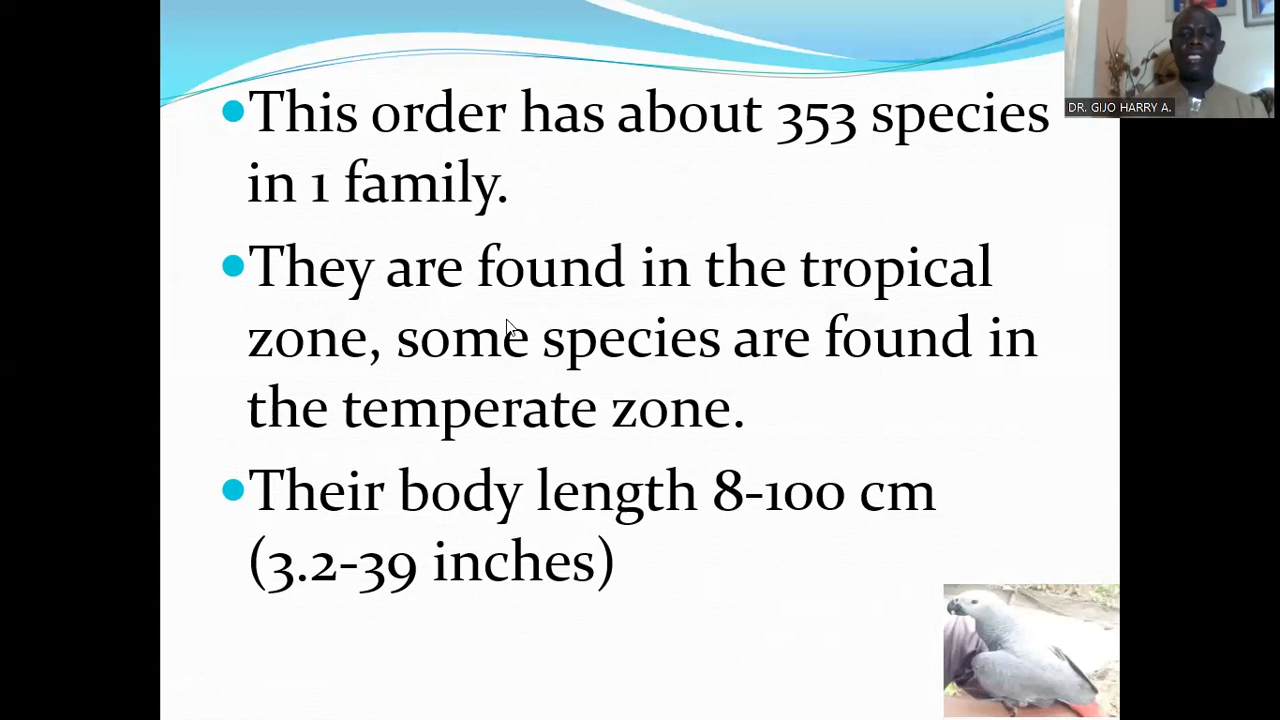 •This order has about 353 species
in 1 family.
•They are found in the tropical
zone, some species are found in
the temperate zone.
•Their body length 8-100 cm
(3.2-39 inches)
DR. GIJO HARRY A.